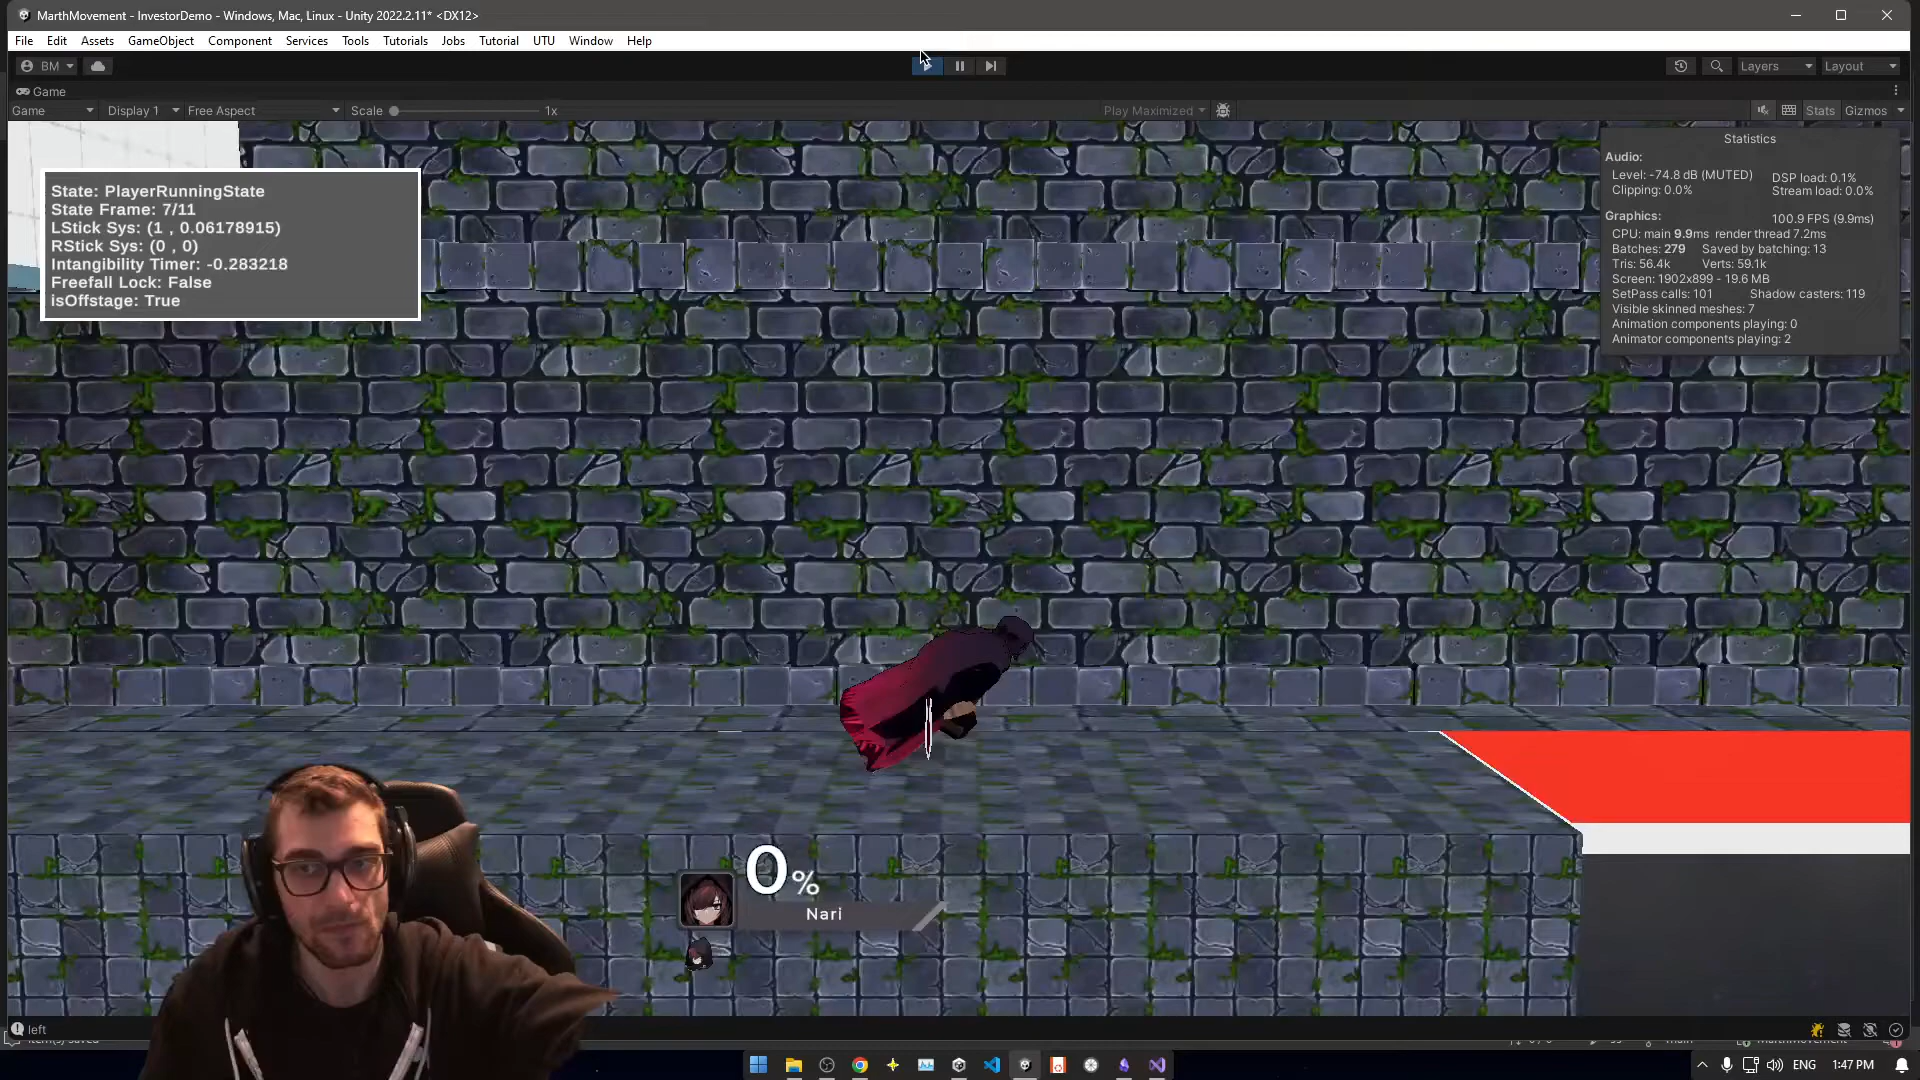 MarthMovement - InvestorDemo - Windows, Mac, Linux - Unity 2022.2.11* <DX12>
File Edit Assets GameObject Component Services Tools Tutorials Jobs Tutorial UTU Window Help
BM Layers Layout
Game
Game Display 1 Free Aspect Scale 1x Play Maximized Stats Gizmos
State: PlayerRunningState
State Frame: 7/11
LStick Sys: (1 , 0.06178915)
RStick Sys: (0 , 0)
Intangibility Timer: -0.283218
Freefall Lock: False
isOffstage: True
Statistics
Audio:
Level: -74.8 dB (MUTED) DSP load: 0.1%
Clipping: 0.0% Stream load: 0.0%
Graphics: 100.9 FPS (9.9ms)
CPU: main 9.9ms render thread 7.2ms
Batches: 279 Saved by batching: 13
Tris: 56.4k Verts: 59.1k
Screen: 1902x899 - 19.6 MB
SetPass calls: 101 Shadow casters: 119
Visible skinned meshes: 7
Animation components playing: 0
Animator components playing: 2
0%
Nari
left
ENG 1:47 PM